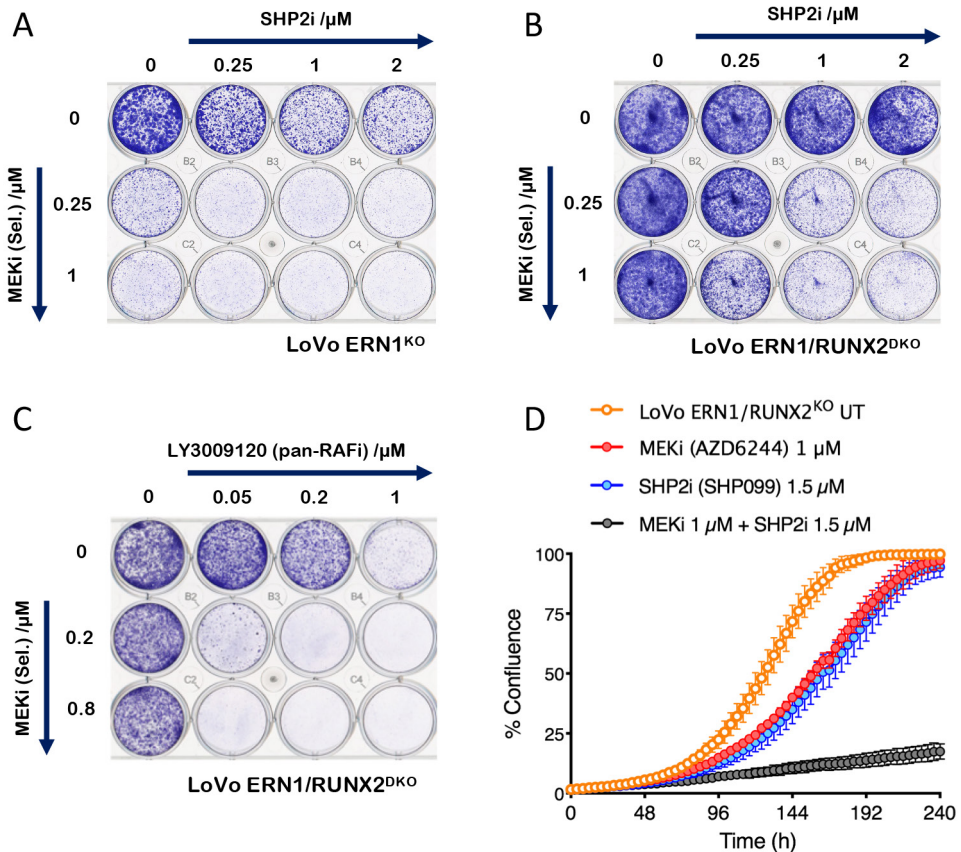 A
SHP2i /µM
0 0.25 1 2
0
0.25
1
MEKi (Sel.) /µM
B2 B3 B4
C2 C4
LoVo ERN1KO
B
SHP2i /µM
0 0.25 1 2
0
0.25
1
MEKi (Sel.) /µM
B2 B3 B4
C2 C4
LoVo ERN1/RUNX2DKO
C
LY3009120 (pan-RAFi) /µM
0 0.05 0.2 1
0
0.2
0.8
MEKi (Sel.) /µM
B2 B3 B4
C2 C4
LoVo ERN1/RUNX2DKO
D
LoVo ERN1/RUNX2KO UT
MEKi (AZD6244) 1 µM
SHP2i (SHP099) 1.5 µM
MEKi 1 µM + SHP2i 1.5 µM
% Confluence
100
75
50
25
0
0 48 96 144 192 240
Time (h)